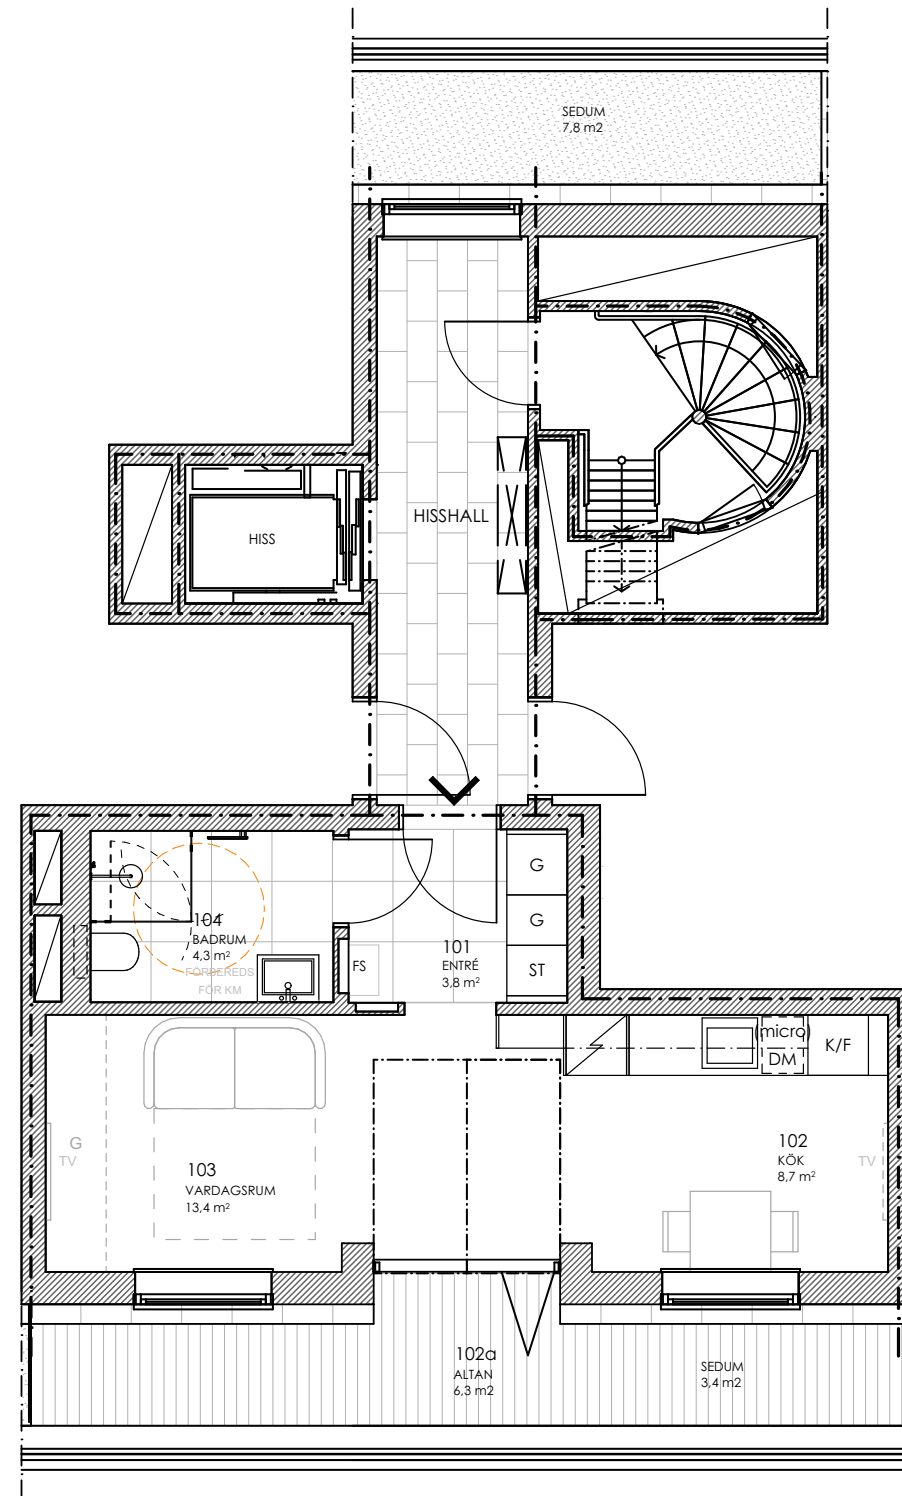 SEDUM
7,8 m2
HISSHALL
HISS
G
G
ST
104
BADRUM
4,3 m²
FÖRBEREDS
FÖR KM
FS
101
ENTRÉ
3,8 m²
(micro)
DM
K/F
G
TV
103
VARDAGSRUM
13,4 m²
102
KÖK
8,7 m²
TV
102a
ALTAN
6,3 m2
SEDUM
3,4 m2